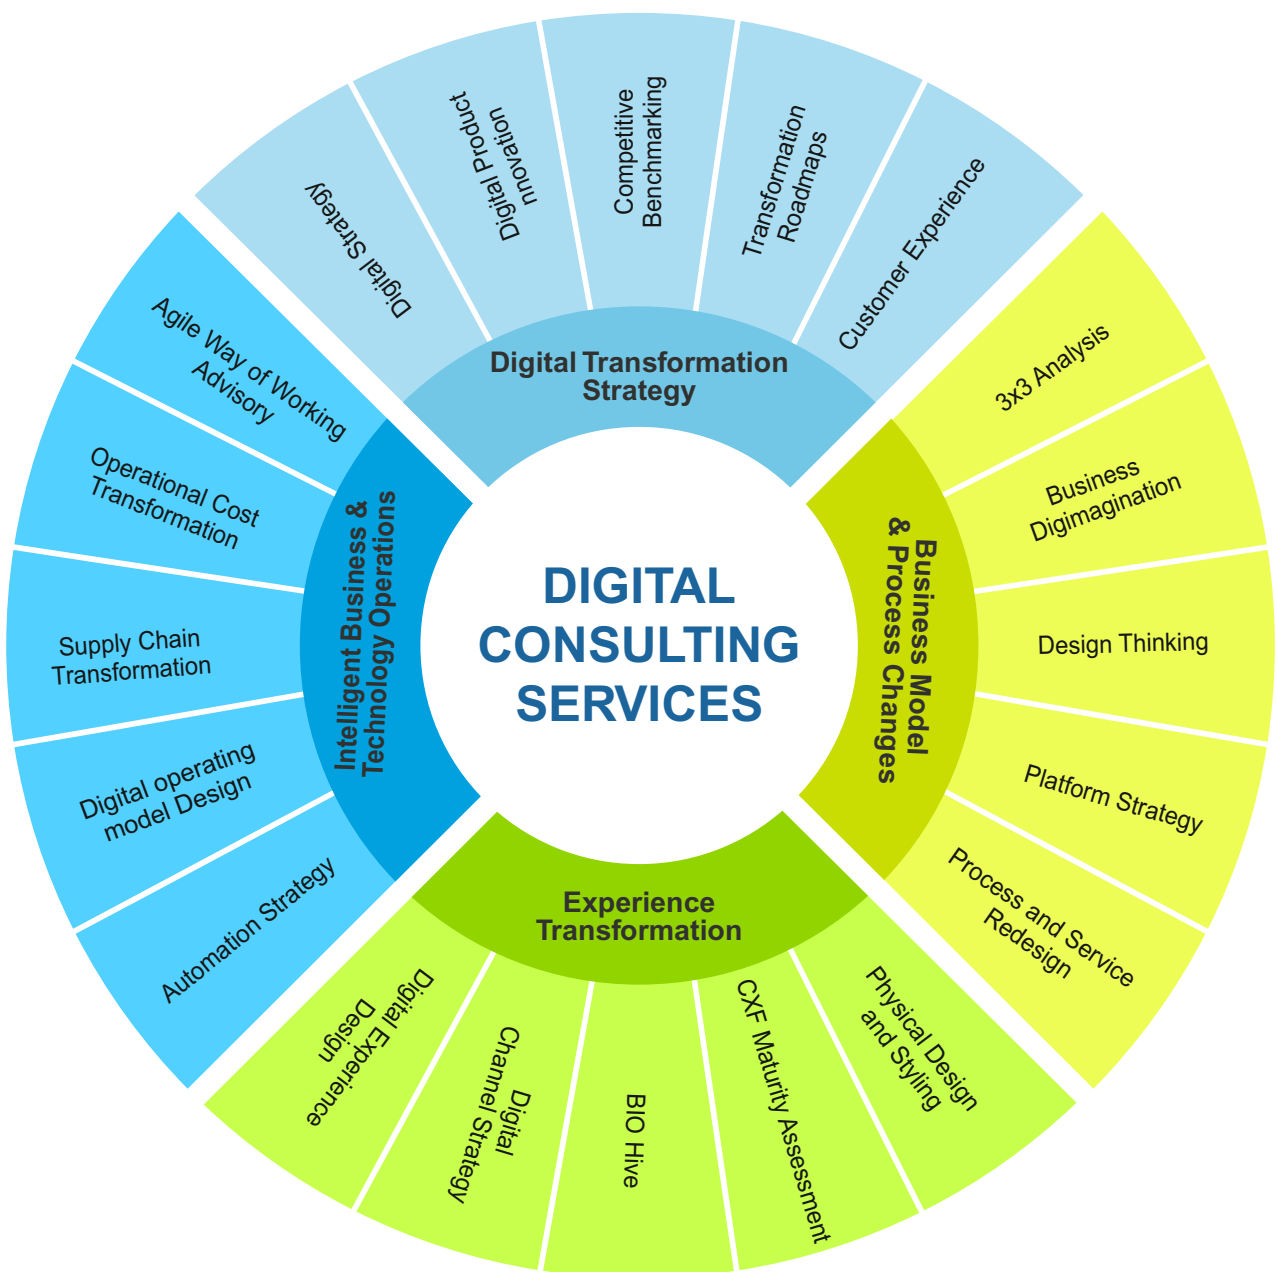 DIGITAL
CONSULTING
SERVICES
Digital Transformation
Strategy
Digital Strategy
Digital Product
nnovation
Competitive
Benchmarking
Transformation
Roadmaps
Customer Experience
Business Model
& Process Changes
3x3 Analysis
Business
Digimagination
Design Thinking
Platform Strategy
Process and Service
Redesign
Experience
Transformation
Physical Design
and Styling
CXF Maturity Assessment
BIO Hive
Digital
Channel Strategy
Digital Experience
Design
Intelligent Business &
Technology Operations
Automation Strategy
Digital operating
model Design
Supply Chain
Transformation
Operational Cost
Transformation
Agile Way of Working
Advisory